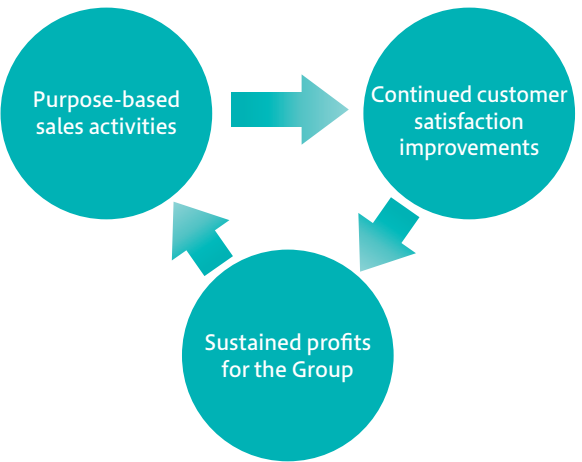 Purpose-based
sales activities
Continued customer
satisfaction
improvements
Sustained profits
for the Group